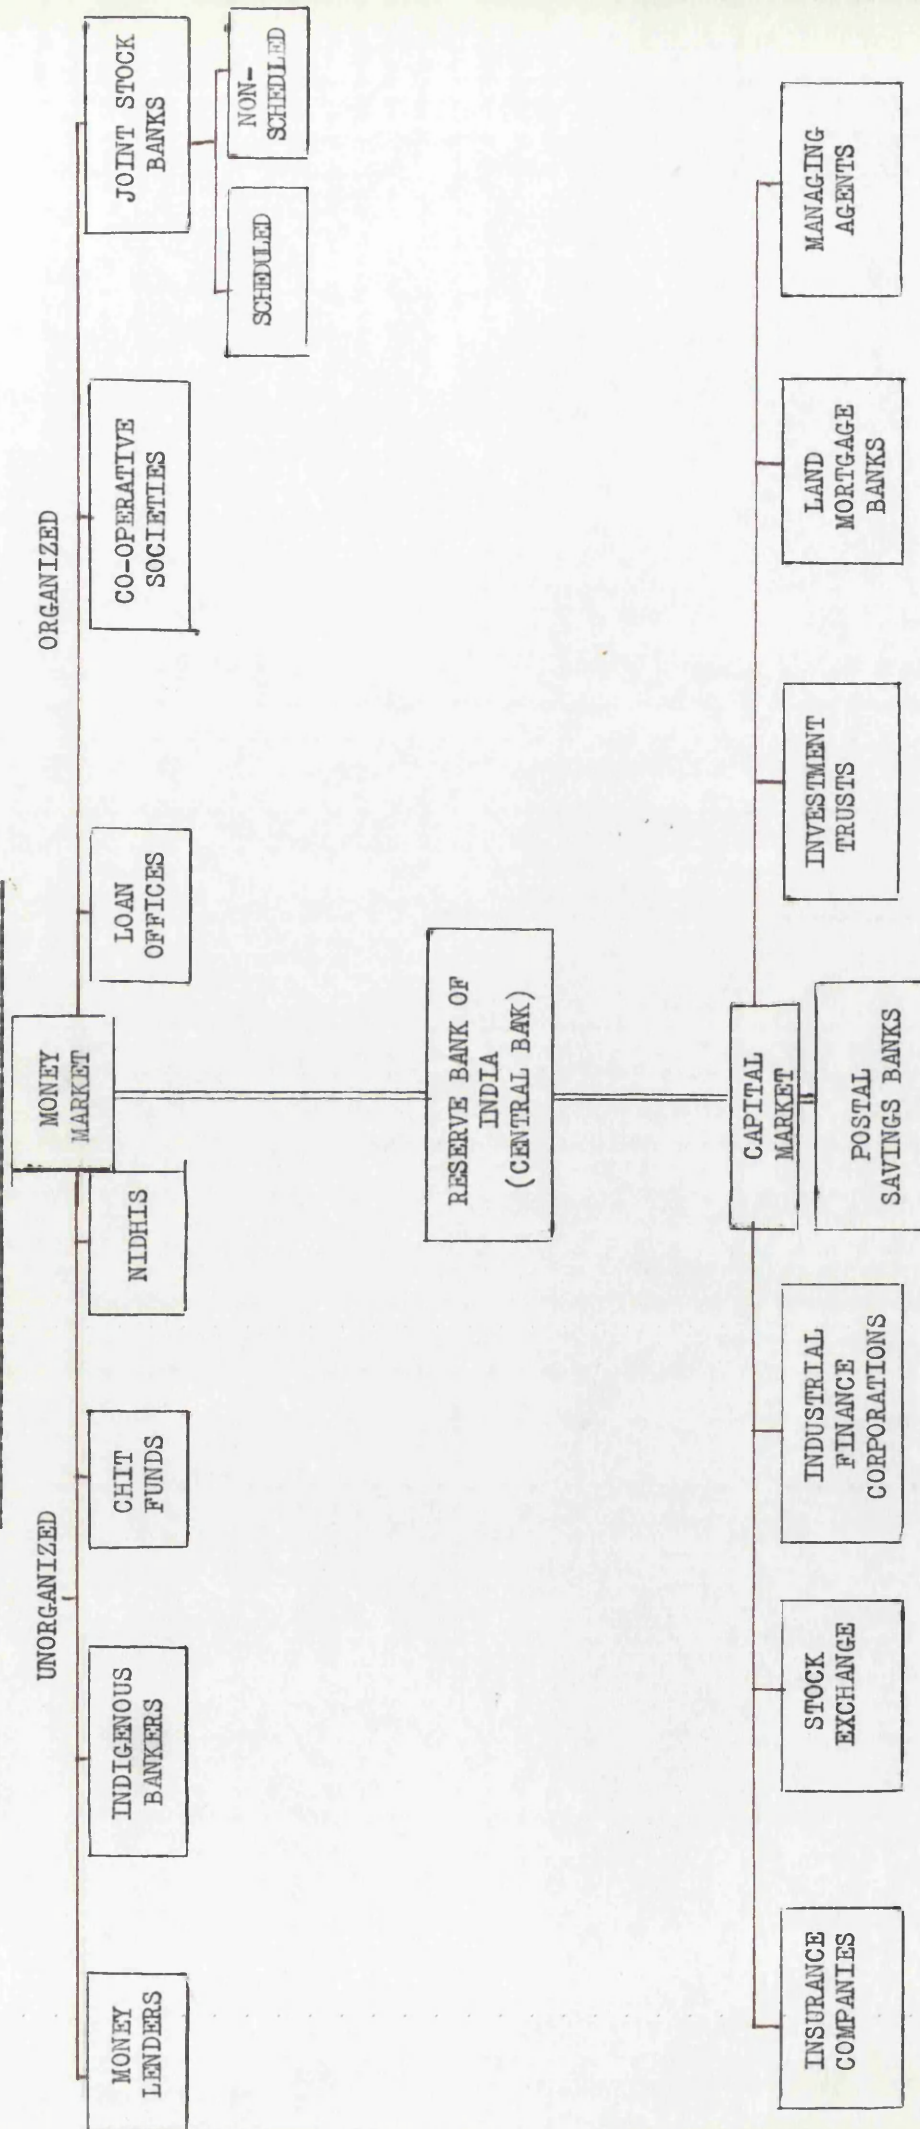 MONEY
MARKET
UNORGANIZED
ORGANIZED
MONEY
LENDERS
INDIGENOUS
BANKERS
CHIT
FUNDS
NIDHIS
LOAN
OFFICES
CO-OPERATIVE
SOCIETIES
JOINT STOCK
BANKS
SCHEDULED
NON-
SCHEDULED
RESERVE BANK OF
INDIA
(CENTRAL BANK)
CAPITAL
MARKET
INSURANCE
COMPANIES
STOCK
EXCHANGE
INDUSTRIAL
FINANCE
CORPORATIONS
POSTAL
SAVINGS BANKS
INVESTMENT
TRUSTS
LAND
MORTGAGE
BANKS
MANAGING
AGENTS